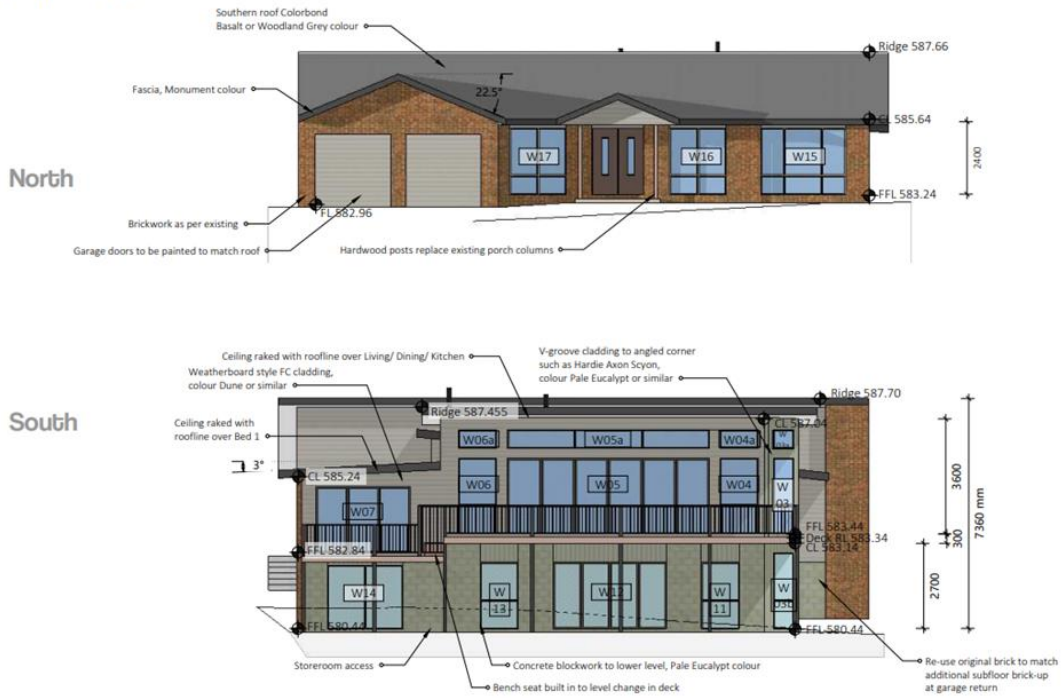 Southern roof Colorbond
Basalt or Woodland Grey colour
Ridge 587.66
Fascia, Monument colour
22.5°
CL 585.64
2400
W17
W16
W15
North
FFL 583.24
FL 582.96
Brickwork as per existing
Garage doors to be painted to match roof
Hardwood posts replace existing porch columns
Ceiling raked with roofline over Living/ Dining/ Kitchen
V-groove cladding to angled corner
such as Hardie Axon Scyon,
colour Pale Eucalypt or similar
Weatherboard style FC cladding,
colour Dune or similar
Ridge 587.70
South
Ridge 587.455
Ceiling raked with
roofline over Bed 1
CL 587.04
W06a
W05a
W04a
W
3°
CL 585.24
W06
W05
W04
W
03
3600
7360 mm
W07
FFL 583.44
Deck RL 583.34
CL 583.14
300
FFL 582.84
2700
W14
W
13
W12
W
11
W
03b
FFL 580.44
FFL 580.44
Storeroom access
Concrete blockwork to lower level, Pale Eucalypt colour
Bench seat built in to level change in deck
Re-use original brick to match
additional subfloor brick-up
at garage return